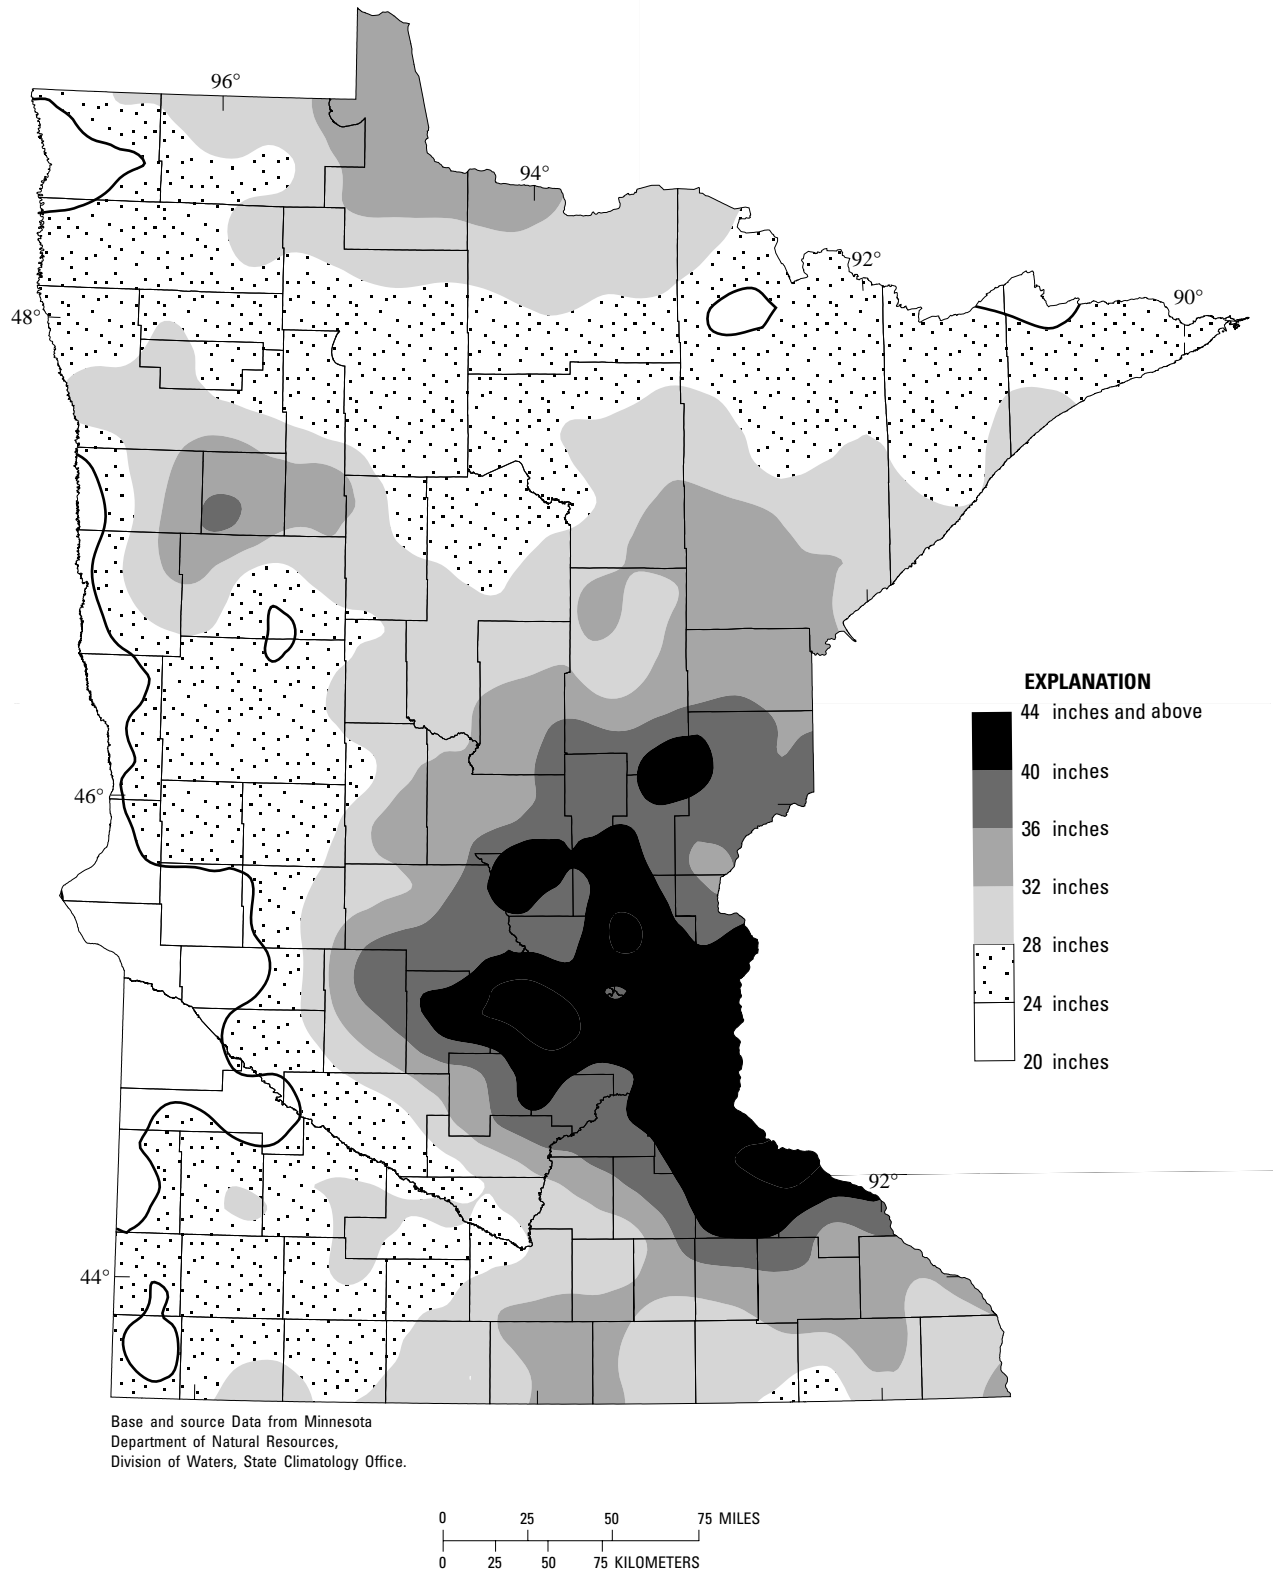 96°
94°
92°
90°
48°
EXPLANATION
44 inches and above
40 inches
46°
36 inches
32 inches
28 inches
24 inches
20 inches
92°
44°
Base and source Data from Minnesota
Department of Natural Resources,
Division of Waters, State Climatology Office.
0 25 50 75 MILES
0 25 50 75 KILOMETERS